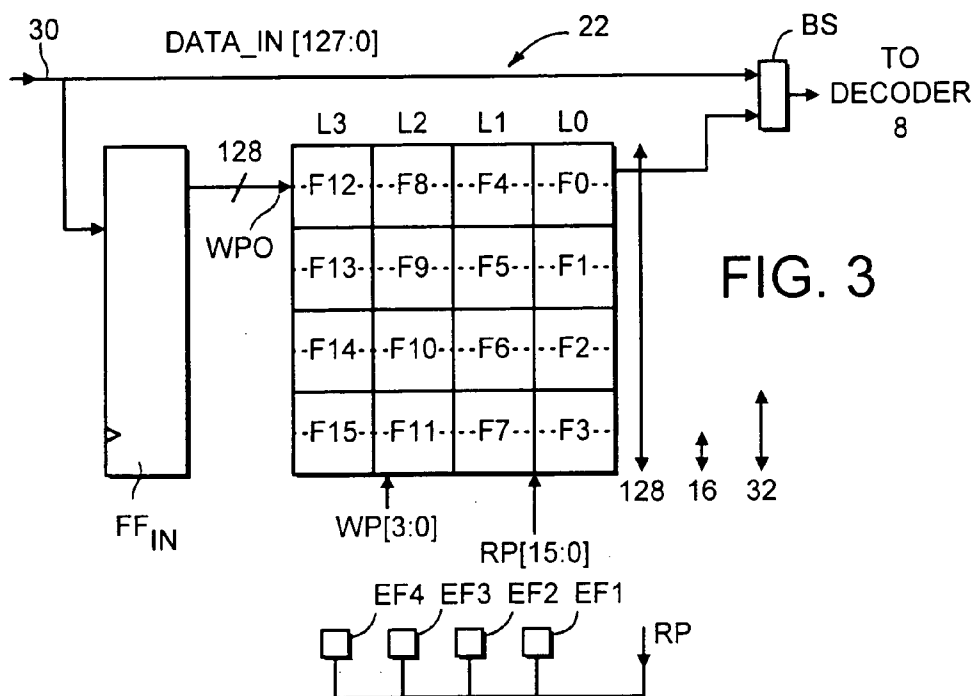 30
DATA_IN [127:0]
22
BS
TO
DECODER
8
L3 L2 L1 L0
128
WPO
F12 F8 F4 F0
F13 F9 F5 F1
F14 F10 F6 F2
F15 F11 F7 F3
FIG. 3
FFIN
WP[3:0]
RP[15:0]
128 16 32
EF4 EF3 EF2 EF1
RP